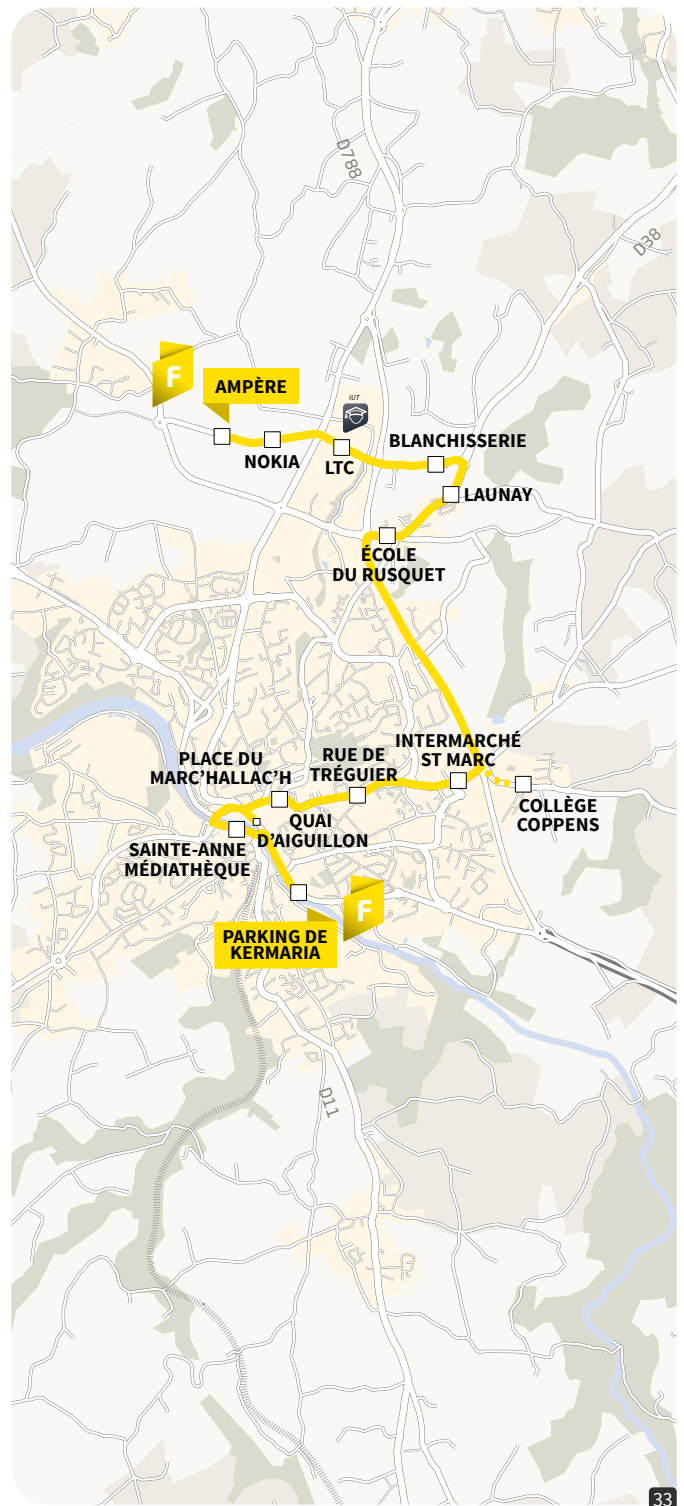 D788
D38
F
AMPÈRE
IUT
NOKIA
LTC
BLANCHISSERIE
LAUNAY
ÉCOLE
DU RUSQUET
INTERMARCHÉ
ST MARC
RUE DE
TRÉGUIER
PLACE DU
MARC'HALLAC'H
COLLÈGE
COPPENS
QUAI
D'AIGUILLON
SAINTE-ANNE
MÉDIATHÈQUE
F
PARKING DE
KERMARIA
D11
33